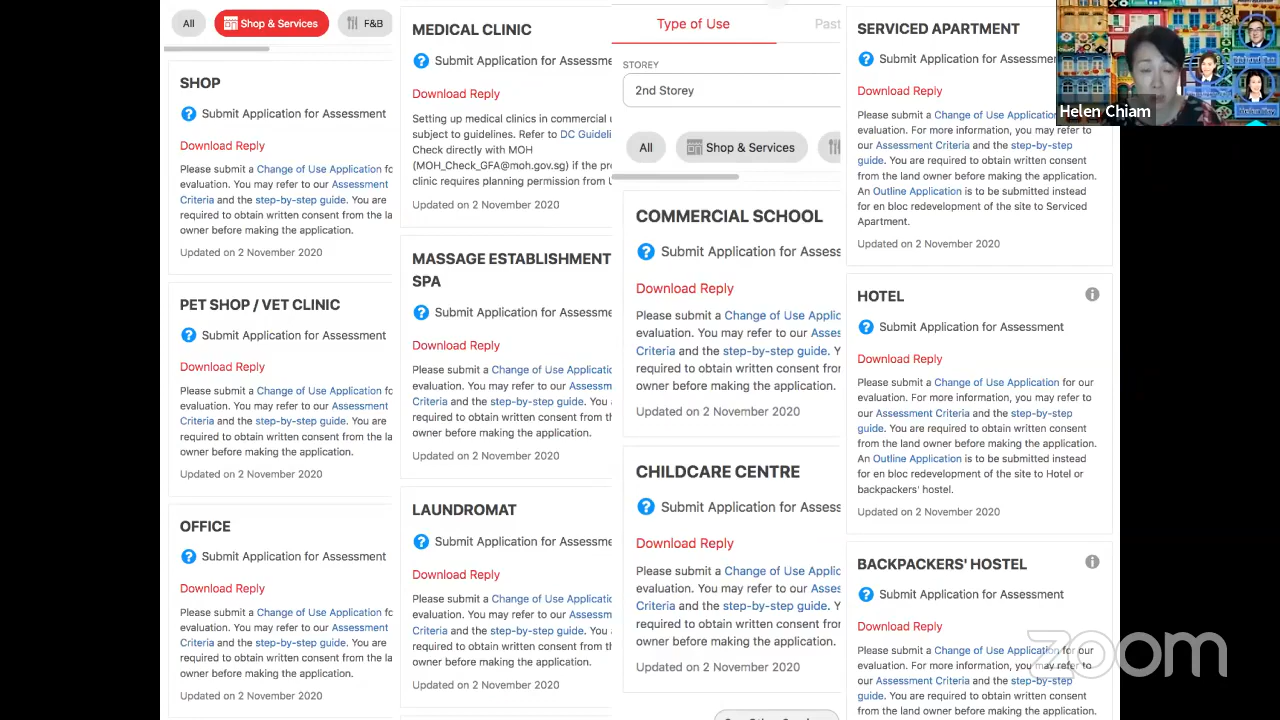 All
Shop & Services
F&B
SHOP
Submit Application for Assessment
Download Reply
Please submit a Change of Use Application fo
evaluation. You may refer to our Assessment
Criteria and the step-by-step guide. You are
required to obtain written consent from the la
owner before making the application.
Updated on 2 November 2020
PET SHOP / VET CLINIC
Submit Application for Assessment
Download Reply
Please submit a Change of Use Application fo
evaluation. You may refer to our Assessment
Criteria and the step-by-step guide. You are
required to obtain written consent from the la
owner before making the application.
Updated on 2 November 2020
OFFICE
Submit Application for Assessment
Download Reply
Please submit a Change of Use Application fo
evaluation. You may refer to our Assessment
Criteria and the step-by-step guide. You are
required to obtain written consent from the la
owner before making the application.
Updated on 2 November 2020
MEDICAL CLINIC
Submit Application for Assessme
Download Reply
Setting up medical clinics in commercial u
subject to guidelines. Refer to DC Guideli
Check directly with MOH
(MOH_Check_GFA@moh.gov.sg) if the pr
clinic requires planning permission from U
Updated on 2 November 2020
MASSAGE ESTABLISHMENT
SPA
Submit Application for Assessme
Download Reply
Please submit a Change of Use Applicatio
evaluation. You may refer to our Assessm
Criteria and the step-by-step guide. You a
required to obtain written consent from th
owner before making the application.
Updated on 2 November 2020
LAUNDROMAT
Submit Application for Assessme
Download Reply
Please submit a Change of Use Applicatio
evaluation. You may refer to our Assessm
Criteria and the step-by-step guide. You a
required to obtain written consent from th
owner before making the application.
Updated on 2 November 2020
Type of Use
Past
STOREY
2nd Storey
All
Shop & Services
COMMERCIAL SCHOOL
Submit Application for Assess
Download Reply
Please submit a Change of Use Applic
evaluation. You may refer to our Asses
Criteria and the step-by-step guide. Y
required to obtain written consent fror
owner before making the application.
Updated on 2 November 2020
CHILDCARE CENTRE
Submit Application for Assess
Download Reply
Please submit a Change of Use Applic
evaluation. You may refer to our Asses
Criteria and the step-by-step guide. Y
required to obtain written consent fror
owner before making the application.
Updated on 2 November 2020
SERVICED APARTMENT
Submit Application for Assessm
Download Reply
Please submit a Change of Use Application
evaluation. For more information, you may refer to
our Assessment Criteria and the step-by-step
guide. You are required to obtain written consent
from the land owner before making the application.
An Outline Application is to be submitted instead
for en bloc redevelopment of the site to Serviced
Apartment.
Updated on 2 November 2020
HOTEL
Submit Application for Assessment
Download Reply
Please submit a Change of Use Application for our
evaluation. For more information, you may refer to
our Assessment Criteria and the step-by-step
guide. You are required to obtain written consent
from the land owner before making the application.
An Outline Application is to be submitted instead
for en bloc redevelopment of the site to Hotel or
backpackers' hostel.
Updated on 2 November 2020
BACKPACKERS' HOSTEL
Submit Application for Assessment
Download Reply
Please submit a Change of Use Application for our
evaluation. For more information, you may refer to
our Assessment Criteria and the step-by-step
guide. You are required to obtain written consent
from the land owner before making the application.
Helen Chiam
zoom